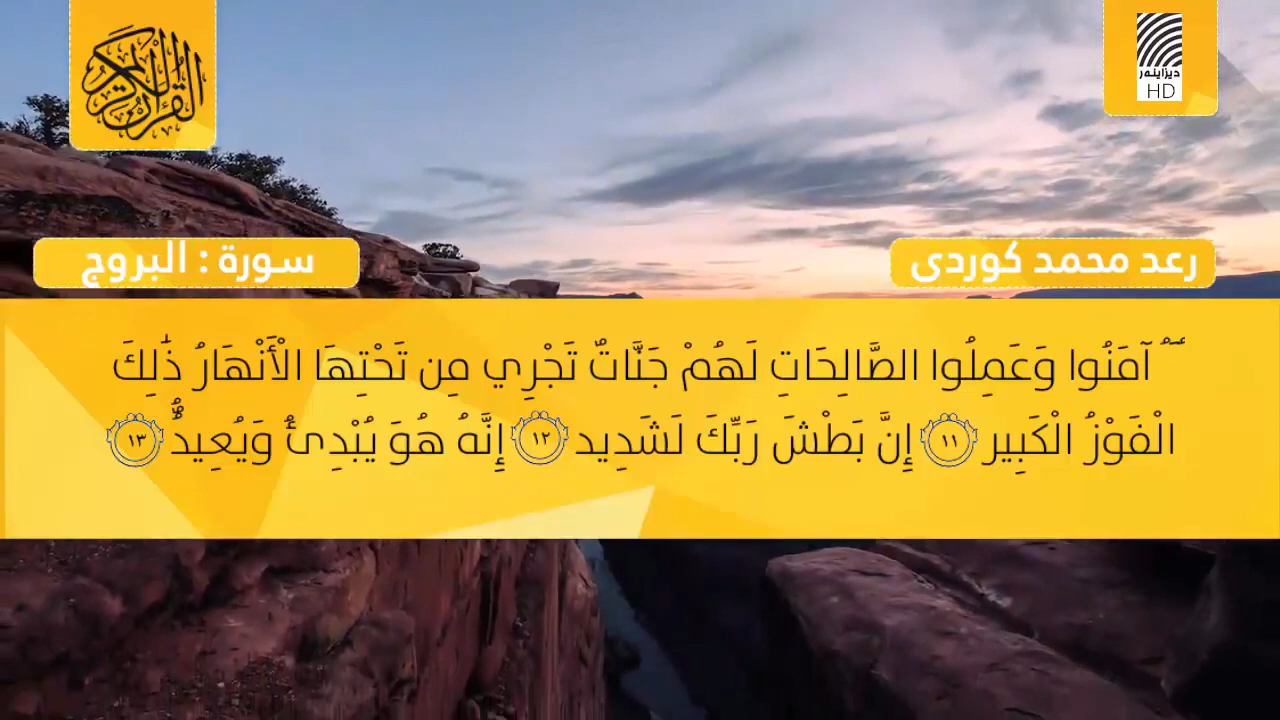 القرآن الكريم
ديزاينەر
HD
سورة : البروج
رعد محمد كوردى
آمَنُوا وَعَمِلُوا الصَّالِحَاتِ لَهُمْ جَنَّاتٌ تَجْرِي مِن تَحْتِهَا الْأَنْهَارُ ذَٰلِكَ
الْفَوْزُ الْكَبِير ١١ إِنَّ بَطْشَ رَبِّكَ لَشَدِيد ١٢ إِنَّهُ هُوَ يُبْدِئُ وَيُعِيدُ ١٣